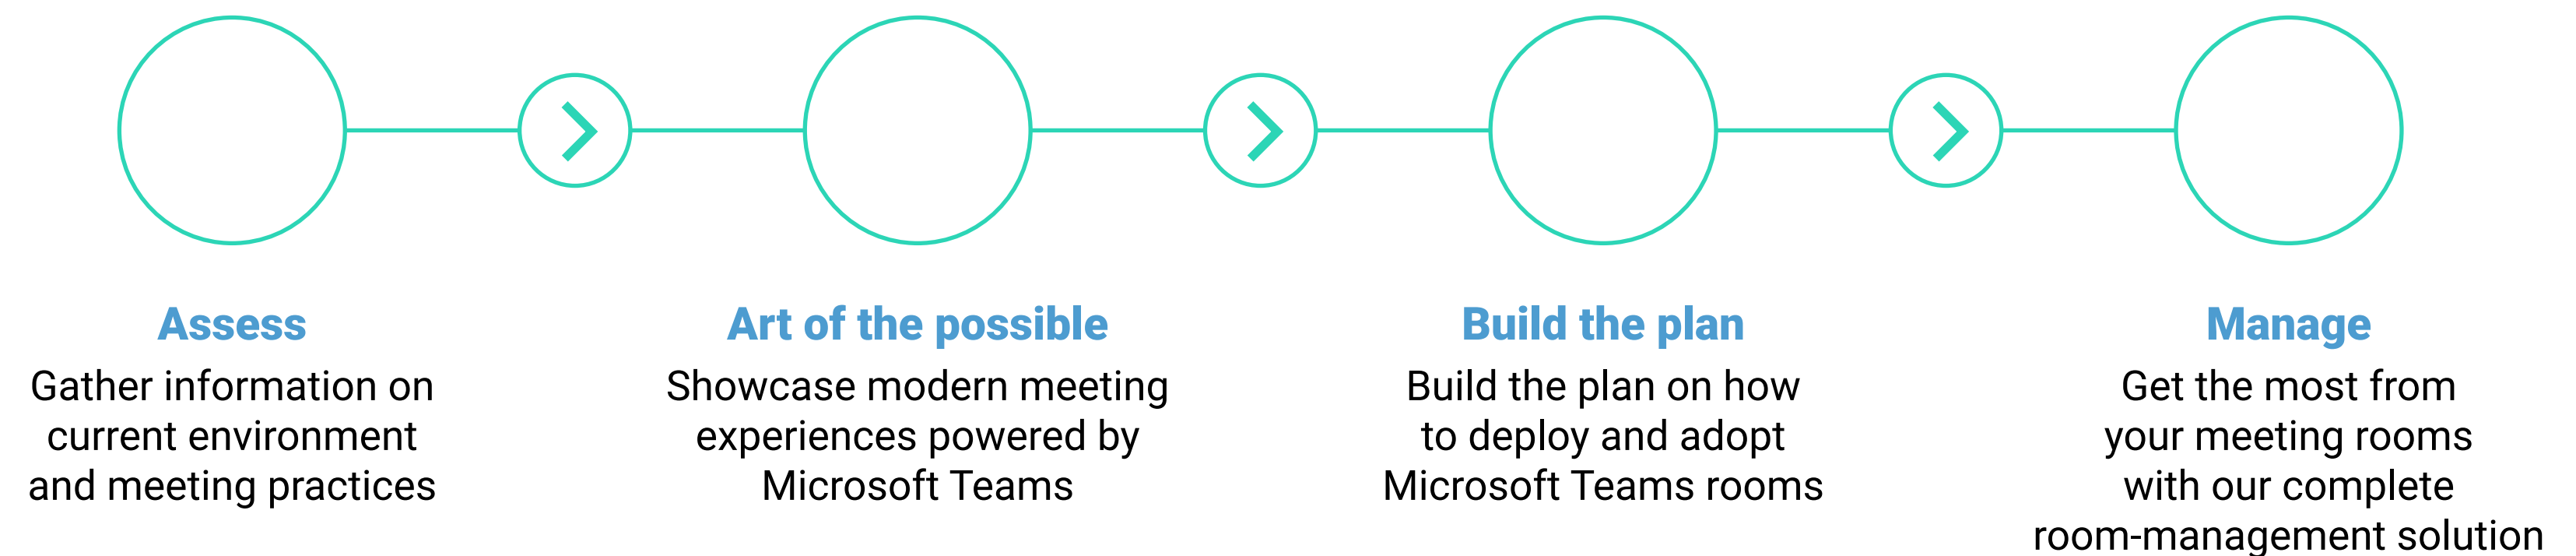 Assess
Gather information on
current environment
and meeting practices
Art of the possible
Showcase modern meeting
experiences powered by
Microsoft Teams
Build the plan
Build the plan on how
to deploy and adopt
Microsoft Teams rooms
Manage
Get the most from
your meeting rooms
with our complete
room-management solution